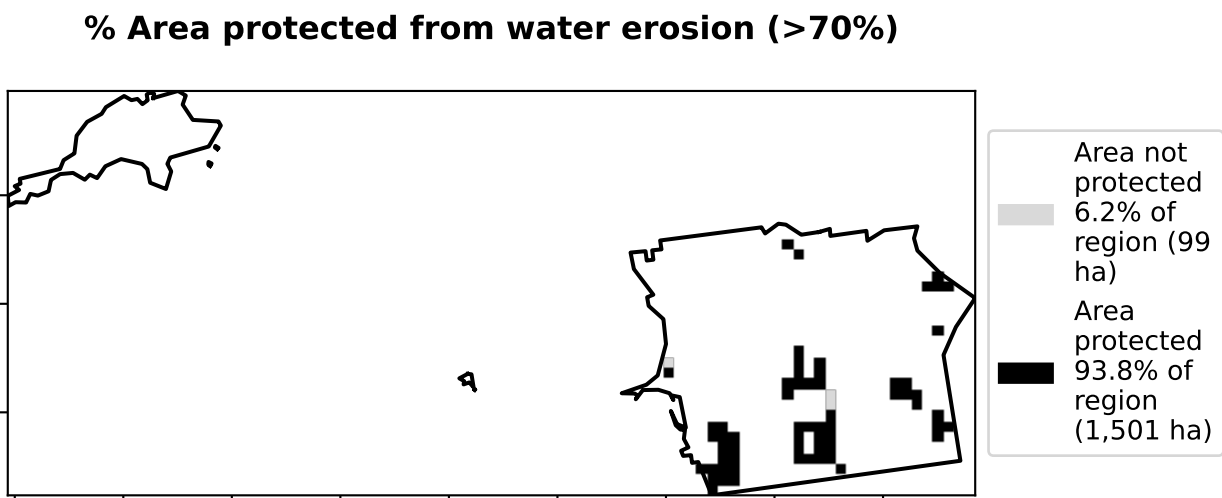 % Area protected from water erosion (>70%)
Area not
protected
6.2% of
region (99
ha)
Area
protected
93.8% of
region
(1,501 ha)